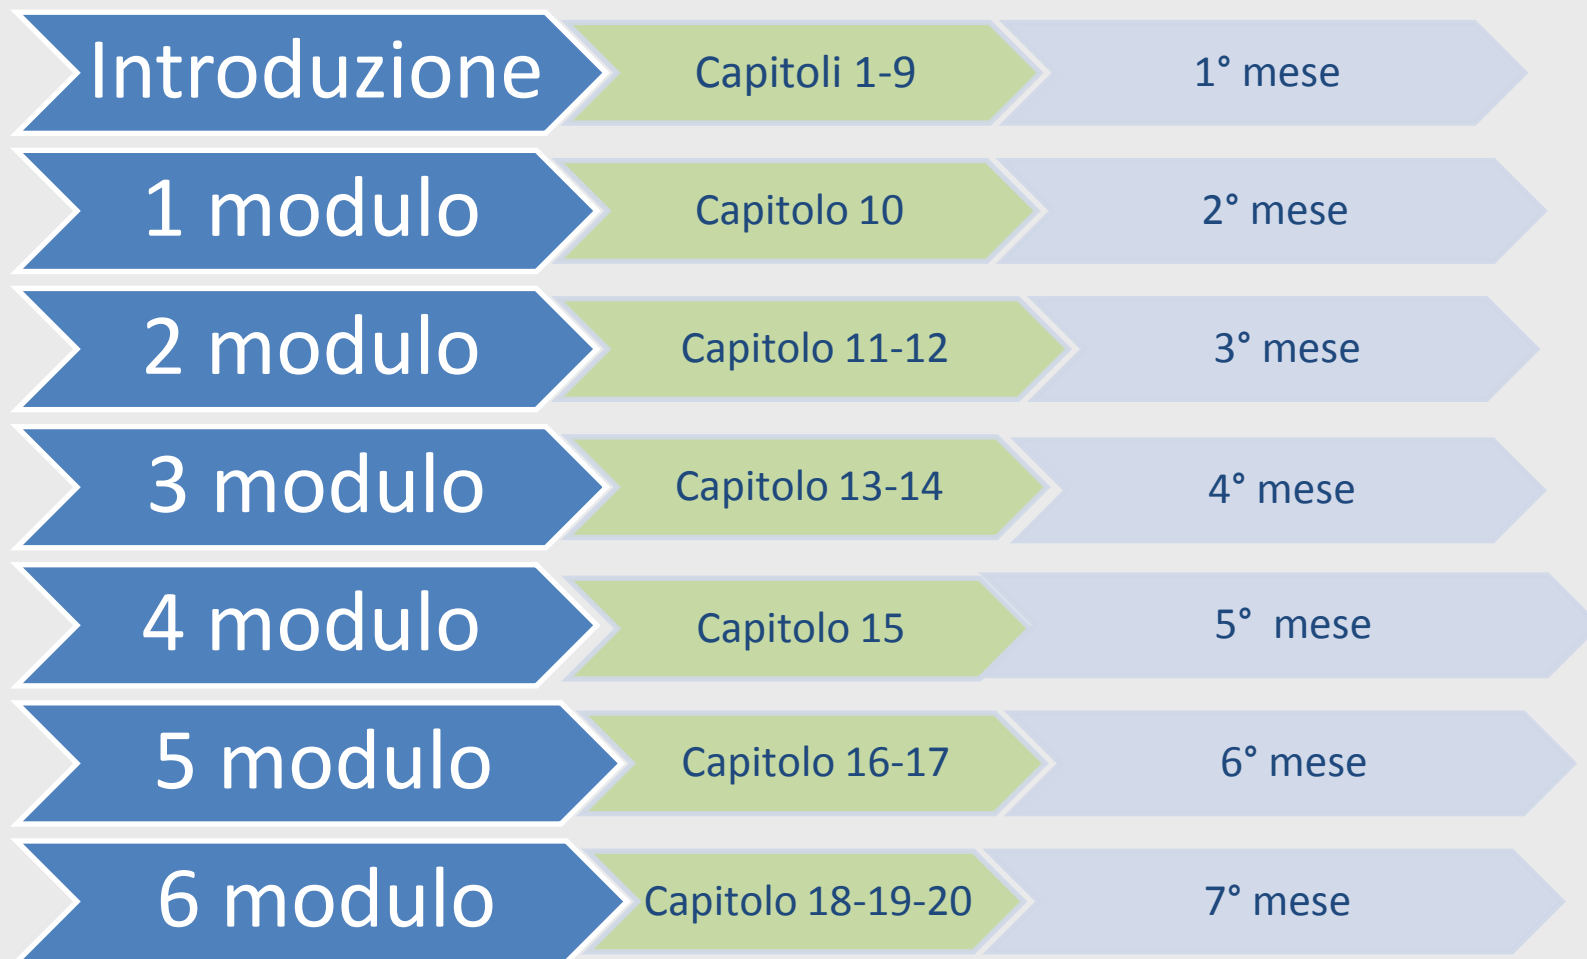 Introduzione Capitoli 1-9 1° mese
1 modulo Capitolo 10 2° mese
2 modulo Capitolo 11-12 3° mese
3 modulo Capitolo 13-14 4° mese
4 modulo Capitolo 15 5° mese
5 modulo Capitolo 16-17 6° mese
6 modulo Capitolo 18-19-20 7° mese